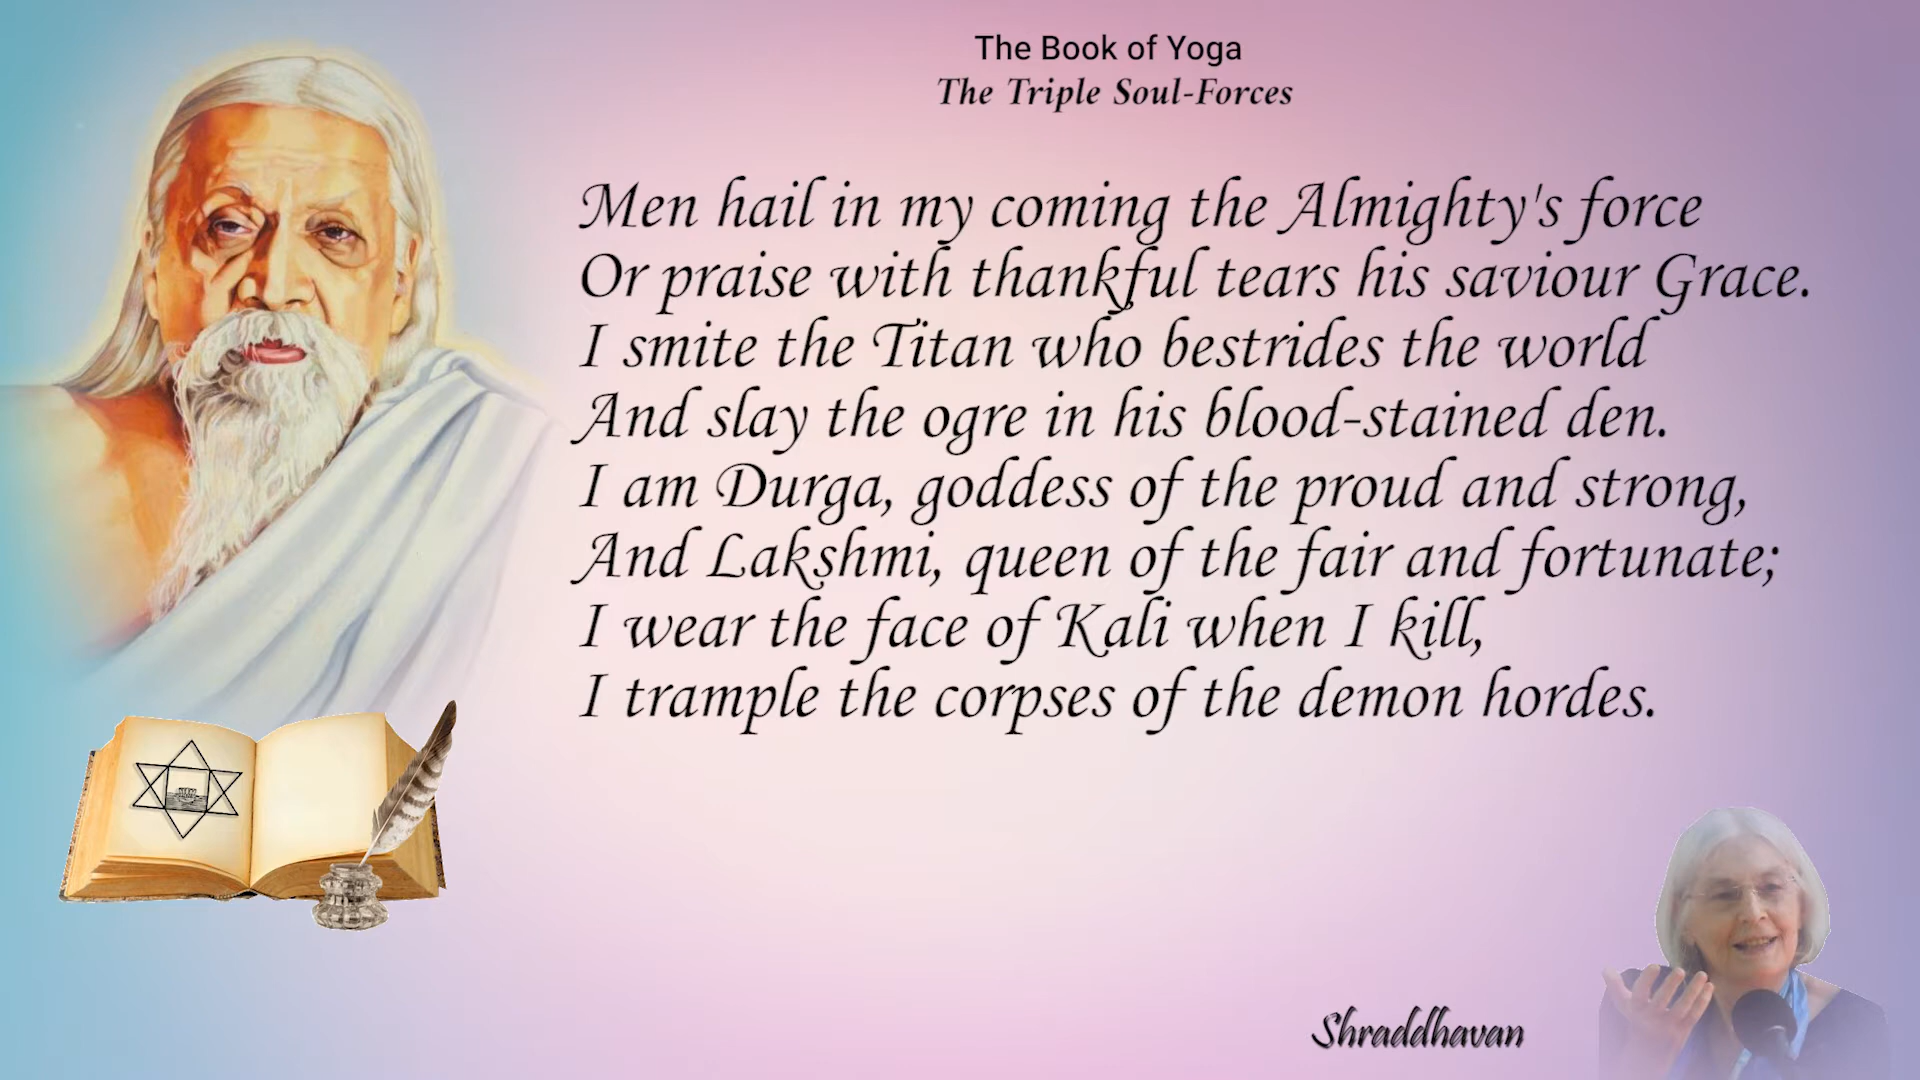 The Book of Yoga
The Triple Soul-Forces
Men hail in my coming the Almighty's force
Or praise with thankful tears his saviour Grace.
I smite the Titan who bestrides the world
And slay the ogre in his blood-stained den.
I am Durga, goddess of the proud and strong,
And Lakshmi, queen of the fair and fortunate;
I wear the face of Kali when I kill,
I trample the corpses of the demon hordes.
Shraddhavan